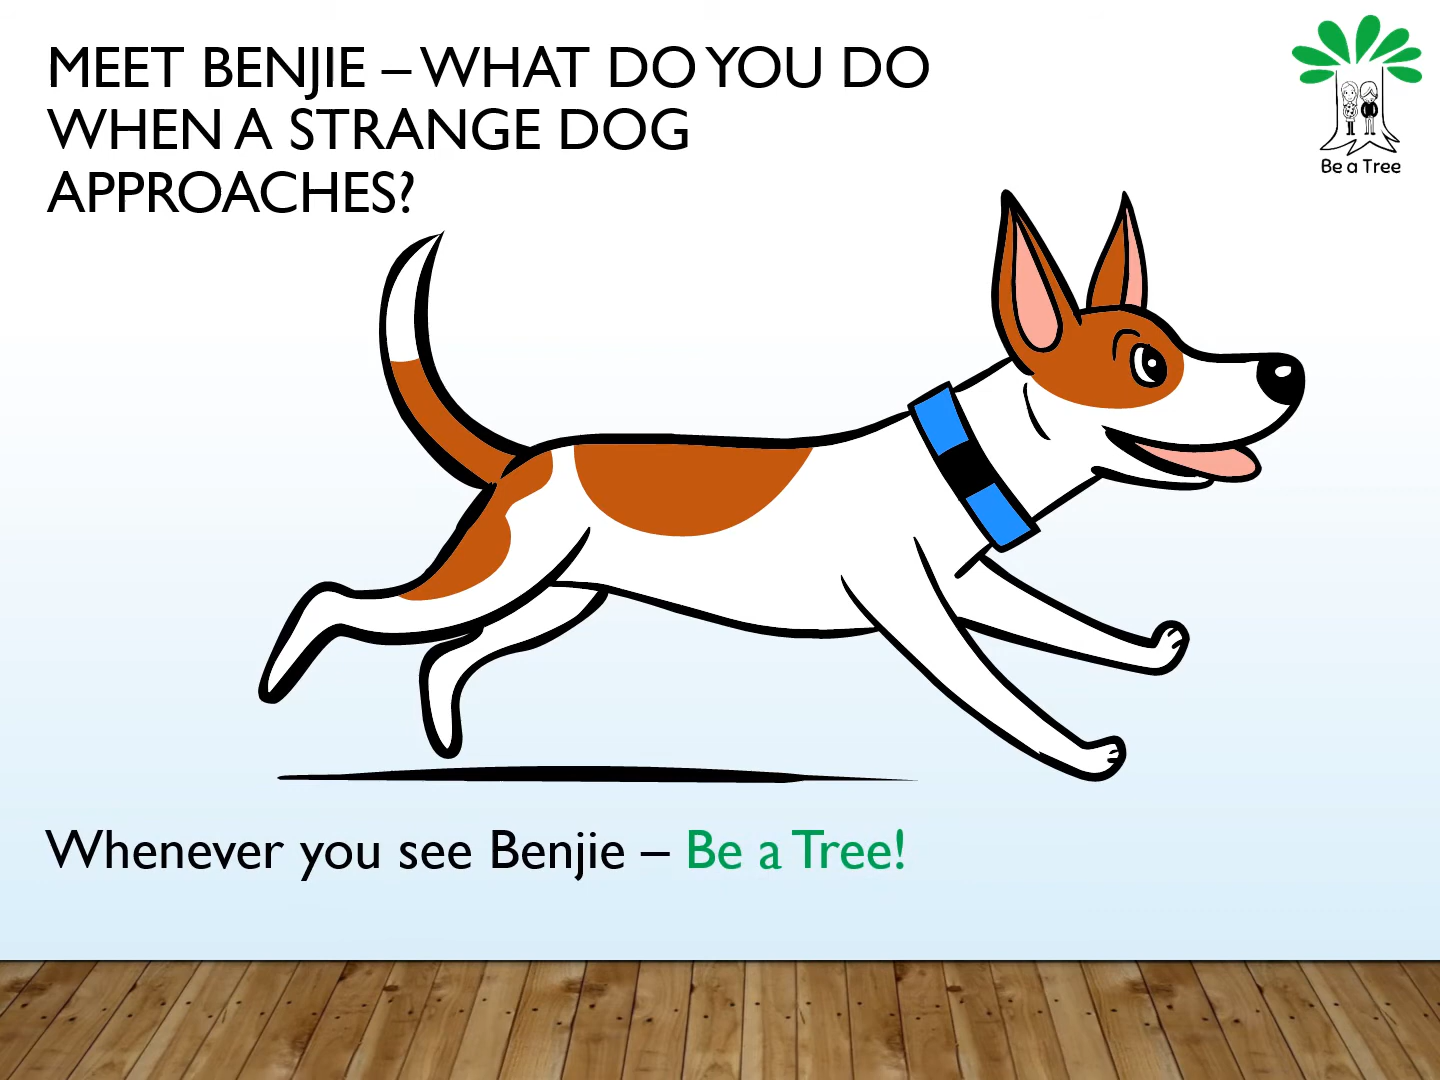 MEET BENJIE – WHAT DO YOU DO
WHEN A STRANGE DOG
APPROACHES?
Be a Tree
Whenever you see Benjie – Be a Tree!